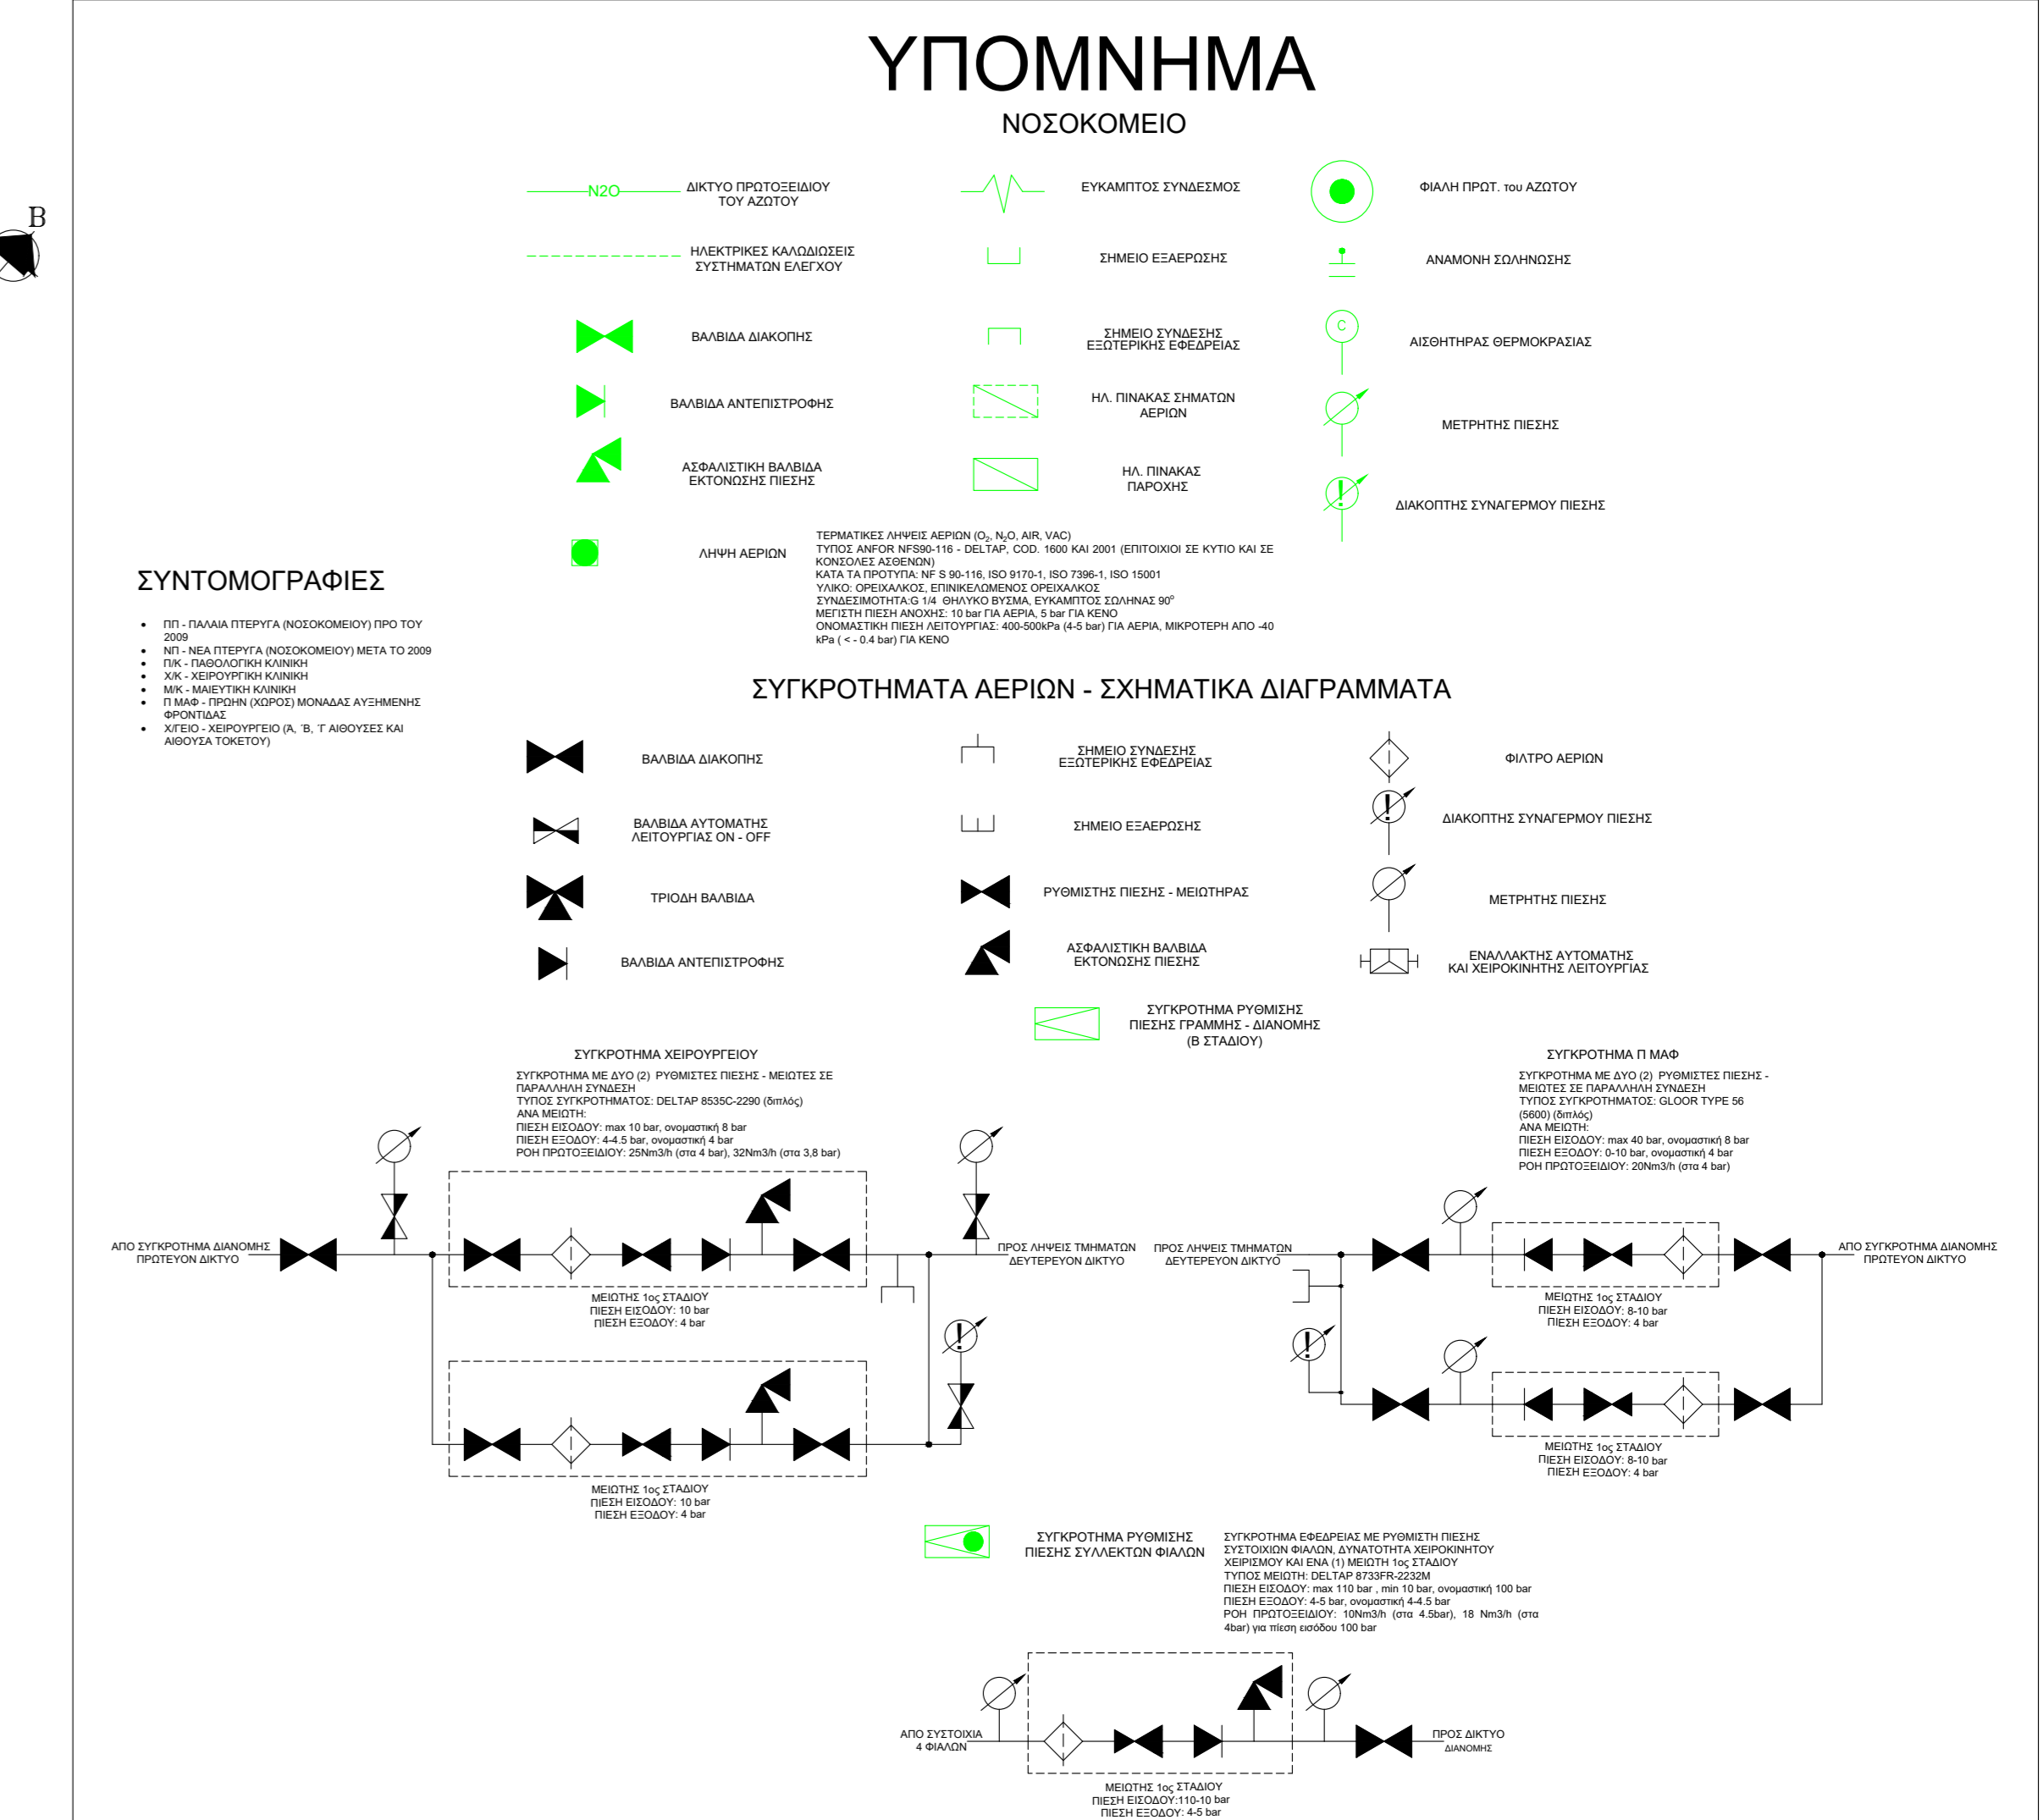 ΥΠΟΜΝΗΜΑ
ΝΟΣΟΚΟΜΕΙΟ
B
N2O
ΔΙΚΤΥΟ ΠΡΩΤΟΞΕΙΔΙΟΥ
ΤΟΥ ΑΖΩΤΟΥ
ΕΥΚΑΜΠΤΟΣ ΣΥΝΔΕΣΜΟΣ
ΦΙΑΛΗ ΠΡΩΤ. του ΑΖΩΤΟΥ
ΗΛΕΚΤΡΙΚΕΣ ΚΑΛΩΔΙΩΣΕΙΣ
ΣΥΣΤΗΜΑΤΩΝ ΕΛΕΓΧΟΥ
ΣΗΜΕΙΟ ΕΞΑΕΡΩΣΗΣ
ΑΝΑΜΟΝΗ ΣΩΛΗΝΩΣΗΣ
ΒΑΛΒΙΔΑ ΔΙΑΚΟΠΗΣ
ΣΗΜΕΙΟ ΣΥΝΔΕΣΗΣ
ΕΞΩΤΕΡΙΚΗΣ ΕΦΕΔΡΕΙΑΣ
C
ΑΙΣΘΗΤΗΡΑΣ ΘΕΡΜΟΚΡΑΣΙΑΣ
ΒΑΛΒΙΔΑ ΑΝΤΕΠΙΣΤΡΟΦΗΣ
ΗΛ. ΠΙΝΑΚΑΣ ΣΗΜΑΤΩΝ
ΑΕΡΙΩΝ
ΜΕΤΡΗΤΗΣ ΠΙΕΣΗΣ
ΑΣΦΑΛΙΣΤΙΚΗ ΒΑΛΒΙΔΑ
ΕΚΤΟΝΩΣΗΣ ΠΙΕΣΗΣ
ΗΛ. ΠΙΝΑΚΑΣ
ΠΑΡΟΧΗΣ
!
ΔΙΑΚΟΠΤΗΣ ΣΥΝΑΓΕΡΜΟΥ ΠΙΕΣΗΣ
ΛΗΨΗ ΑΕΡΙΩΝ
ΤΕΡΜΑΤΙΚΕΣ ΛΗΨΕΙΣ ΑΕΡΙΩΝ (O₂, N₂O, AIR, VAC)
ΤΥΠΟΣ ANFOR NFS90-116 - DELTAP, COD. 1600 ΚΑΙ 2001 (ΕΠΙΤΟΙΧΙΟΙ ΣΕ ΚΥΤΙΟ ΚΑΙ ΣΕ
ΚΟΝΣΟΛΕΣ ΑΣΘΕΝΩΝ)
ΚΑΤΑ ΤΑ ΠΡΟΤΥΠΑ: NF S 90-116, ISO 9170-1, ISO 7396-1, ISO 15001
ΥΛΙΚΟ: ΟΡΕΙΧΑΛΚΟΣ, ΕΠΙΝΙΚΕΛΩΜΕΝΟΣ ΟΡΕΙΧΑΛΚΟΣ
ΣΥΝΔΕΣΙΜΟΤΗΤΑ:G 1/4 ΘΗΛΥΚΟ ΒΥΣΜΑ, ΕΥΚΑΜΠΤΟΣ ΣΩΛΗΝΑΣ 90°
ΜΕΓΙΣΤΗ ΠΙΕΣΗ ΑΝΟΧΗΣ: 10 bar ΓΙΑ ΑΕΡΙΑ, 5 bar ΓΙΑ ΚΕΝΟ
ΟΝΟΜΑΣΤΙΚΗ ΠΙΕΣΗ ΛΕΙΤΟΥΡΓΙΑΣ: 400-500kPa (4-5 bar) ΓΙΑ ΑΕΡΙΑ, ΜΙΚΡΟΤΕΡΗ ΑΠΟ -40
kPa ( < - 0.4 bar) ΓΙΑ ΚΕΝΟ
ΣΥΝΤΟΜΟΓΡΑΦΙΕΣ
• ΠΠ - ΠΑΛΑΙΑ ΠΤΕΡΥΓΑ (ΝΟΣΟΚΟΜΕΙΟΥ) ΠΡΟ ΤΟΥ
2009
• ΝΠ - ΝΕΑ ΠΤΕΡΥΓΑ (ΝΟΣΟΚΟΜΕΙΟΥ) ΜΕΤΑ ΤΟ 2009
• Π/Κ - ΠΑΘΟΛΟΓΙΚΗ ΚΛΙΝΙΚΗ
• Χ/Κ - ΧΕΙΡΟΥΡΓΙΚΗ ΚΛΙΝΙΚΗ
• Μ/Κ - ΜΑΙΕΥΤΙΚΗ ΚΛΙΝΙΚΗ
• Π ΜΑΦ - ΠΡΩΗΝ (ΧΩΡΟΣ) ΜΟΝΑΔΑΣ ΑΥΞΗΜΕΝΗΣ
ΦΡΟΝΤΙΔΑΣ
• Χ/ΓΕΙΟ - ΧΕΙΡΟΥΡΓΕΙΟ (Ά, ΄Β, ΄Γ ΑΙΘΟΥΣΕΣ ΚΑΙ
ΑΙΘΟΥΣΑ ΤΟΚΕΤΟΥ)
ΣΥΓΚΡΟΤΗΜΑΤΑ ΑΕΡΙΩΝ - ΣΧΗΜΑΤΙΚΑ ΔΙΑΓΡΑΜΜΑΤΑ
ΒΑΛΒΙΔΑ ΔΙΑΚΟΠΗΣ
ΣΗΜΕΙΟ ΣΥΝΔΕΣΗΣ
ΕΞΩΤΕΡΙΚΗΣ ΕΦΕΔΡΕΙΑΣ
ΦΙΛΤΡΟ ΑΕΡΙΩΝ
ΒΑΛΒΙΔΑ ΑΥΤΟΜΑΤΗΣ
ΛΕΙΤΟΥΡΓΙΑΣ ON - OFF
ΣΗΜΕΙΟ ΕΞΑΕΡΩΣΗΣ
!
ΔΙΑΚΟΠΤΗΣ ΣΥΝΑΓΕΡΜΟΥ ΠΙΕΣΗΣ
ΤΡΙΟΔΗ ΒΑΛΒΙΔΑ
ΡΥΘΜΙΣΤΗΣ ΠΙΕΣΗΣ - ΜΕΙΩΤΗΡΑΣ
ΜΕΤΡΗΤΗΣ ΠΙΕΣΗΣ
ΒΑΛΒΙΔΑ ΑΝΤΕΠΙΣΤΡΟΦΗΣ
ΑΣΦΑΛΙΣΤΙΚΗ ΒΑΛΒΙΔΑ
ΕΚΤΟΝΩΣΗΣ ΠΙΕΣΗΣ
ΕΝΑΛΛΑΚΤΗΣ ΑΥΤΟΜΑΤΗΣ
ΚΑΙ ΧΕΙΡΟΚΙΝΗΤΗΣ ΛΕΙΤΟΥΡΓΙΑΣ
ΣΥΓΚΡΟΤΗΜΑ ΡΥΘΜΙΣΗΣ
ΠΙΕΣΗΣ ΓΡΑΜΜΗΣ - ΔΙΑΝΟΜΗΣ
(Β ΣΤΑΔΙΟΥ)
ΣΥΓΚΡΟΤΗΜΑ ΧΕΙΡΟΥΡΓΕΙΟΥ
ΣΥΓΚΡΟΤΗΜΑ ΜΕ ΔΥΟ (2) ΡΥΘΜΙΣΤΕΣ ΠΙΕΣΗΣ - ΜΕΙΩΤΕΣ ΣΕ
ΠΑΡΑΛΛΗΛΗ ΣΥΝΔΕΣΗ
ΤΥΠΟΣ ΣΥΓΚΡΟΤΗΜΑΤΟΣ: DELTAP 8535C-2290 (διπλός)
ΑΝΑ ΜΕΙΩΤΗ:
ΠΙΕΣΗ ΕΙΣΟΔΟΥ: max 10 bar, ονομαστική 8 bar
ΠΙΕΣΗ ΕΞΟΔΟΥ: 4-4.5 bar, ονομαστική 4 bar
ΡΟΗ ΠΡΩΤΟΞΕΙΔΙΟΥ: 25Nm3/h (στα 4 bar), 32Nm3/h (στα 3,8 bar)
ΑΠΟ ΣΥΓΚΡΟΤΗΜΑ ΔΙΑΝΟΜΗΣ
ΠΡΩΤΕΥΟΝ ΔΙΚΤΥΟ
ΠΡΟΣ ΛΗΨΕΙΣ ΤΜΗΜΑΤΩΝ
ΔΕΥΤΕΡΕΥΟΝ ΔΙΚΤΥΟ
ΜΕΙΩΤΗΣ 1ος ΣΤΑΔΙΟΥ
ΠΙΕΣΗ ΕΙΣΟΔΟΥ: 10 bar
ΠΙΕΣΗ ΕΞΟΔΟΥ: 4 bar
!
ΜΕΙΩΤΗΣ 1ος ΣΤΑΔΙΟΥ
ΠΙΕΣΗ ΕΙΣΟΔΟΥ: 10 bar
ΠΙΕΣΗ ΕΞΟΔΟΥ: 4 bar
ΣΥΓΚΡΟΤΗΜΑ Π ΜΑΦ
ΣΥΓΚΡΟΤΗΜΑ ΜΕ ΔΥΟ (2) ΡΥΘΜΙΣΤΕΣ ΠΙΕΣΗΣ -
ΜΕΙΩΤΕΣ ΣΕ ΠΑΡΑΛΛΗΛΗ ΣΥΝΔΕΣΗ
ΤΥΠΟΣ ΣΥΓΚΡΟΤΗΜΑΤΟΣ: GLOOR TYPE 56
(5600) (διπλός)
ΑΝΑ ΜΕΙΩΤΗ:
ΠΙΕΣΗ ΕΙΣΟΔΟΥ: max 40 bar, ονομαστική 8 bar
ΠΙΕΣΗ ΕΞΟΔΟΥ: 0-10 bar, ονομαστική 4 bar
ΡΟΗ ΠΡΩΤΟΞΕΙΔΙΟΥ: 20Nm3/h (στα 4 bar)
ΠΡΟΣ ΛΗΨΕΙΣ ΤΜΗΜΑΤΩΝ
ΔΕΥΤΕΡΕΥΟΝ ΔΙΚΤΥΟ
ΑΠΟ ΣΥΓΚΡΟΤΗΜΑ ΔΙΑΝΟΜΗΣ
ΠΡΩΤΕΥΟΝ ΔΙΚΤΥΟ
ΜΕΙΩΤΗΣ 1ος ΣΤΑΔΙΟΥ
ΠΙΕΣΗ ΕΙΣΟΔΟΥ: 8-10 bar
ΠΙΕΣΗ ΕΞΟΔΟΥ: 4 bar
!
ΜΕΙΩΤΗΣ 1ος ΣΤΑΔΙΟΥ
ΠΙΕΣΗ ΕΙΣΟΔΟΥ: 8-10 bar
ΠΙΕΣΗ ΕΞΟΔΟΥ: 4 bar
ΣΥΓΚΡΟΤΗΜΑ ΡΥΘΜΙΣΗΣ
ΠΙΕΣΗΣ ΣΥΛΛΕΚΤΩΝ ΦΙΑΛΩΝ
ΣΥΓΚΡΟΤΗΜΑ ΕΦΕΔΡΕΙΑΣ ΜΕ ΡΥΘΜΙΣΤΗ ΠΙΕΣΗΣ
ΣΥΣΤΟΙΧΙΩΝ ΦΙΑΛΩΝ, ΔΥΝΑΤΟΤΗΤΑ ΧΕΙΡΟΚΙΝΗΤΟΥ
ΧΕΙΡΙΣΜΟΥ ΚΑΙ ΕΝΑ (1) ΜΕΙΩΤΗ 1ος ΣΤΑΔΙΟΥ
ΤΥΠΟΣ ΜΕΙΩΤΗ: DELTAP 8733FR-2232M
ΠΙΕΣΗ ΕΙΣΟΔΟΥ: max 110 bar , min 10 bar, ονομαστική 100 bar
ΠΙΕΣΗ ΕΞΟΔΟΥ: 4-5 bar, ονομαστική 4-4.5 bar
ΡΟΗ ΠΡΩΤΟΞΕΙΔΙΟΥ: 10Nm3/h (στα 4.5bar), 18 Nm3/h (στα
4bar) για πίεση εισόδου 100 bar
ΑΠΟ ΣΥΣΤΟΙΧΙΑ
4 ΦΙΑΛΩΝ
ΠΡΟΣ ΔΙΚΤΥΟ
ΔΙΑΝΟΜΗΣ
ΜΕΙΩΤΗΣ 1ος ΣΤΑΔΙΟΥ
ΠΙΕΣΗ ΕΙΣΟΔΟΥ:110-10 bar
ΠΙΕΣΗ ΕΞΟΔΟΥ: 4-5 bar